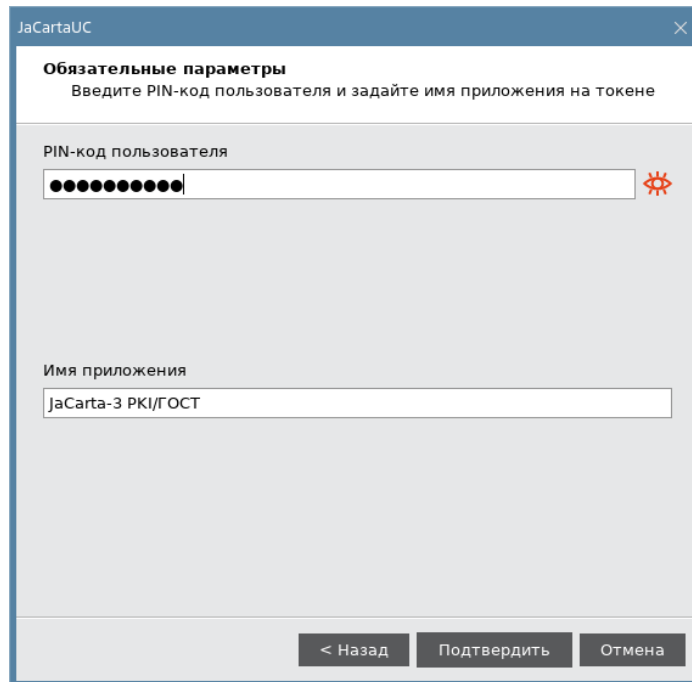 JaCartaUC
Обязательные параметры
Введите PIN-код пользователя и задайте имя приложения на токене
PIN-код пользователя
●●●●●●●●●●
Имя приложения
JaCarta-3 PKI/ГОСТ
< Назад
Подтвердить
Отмена